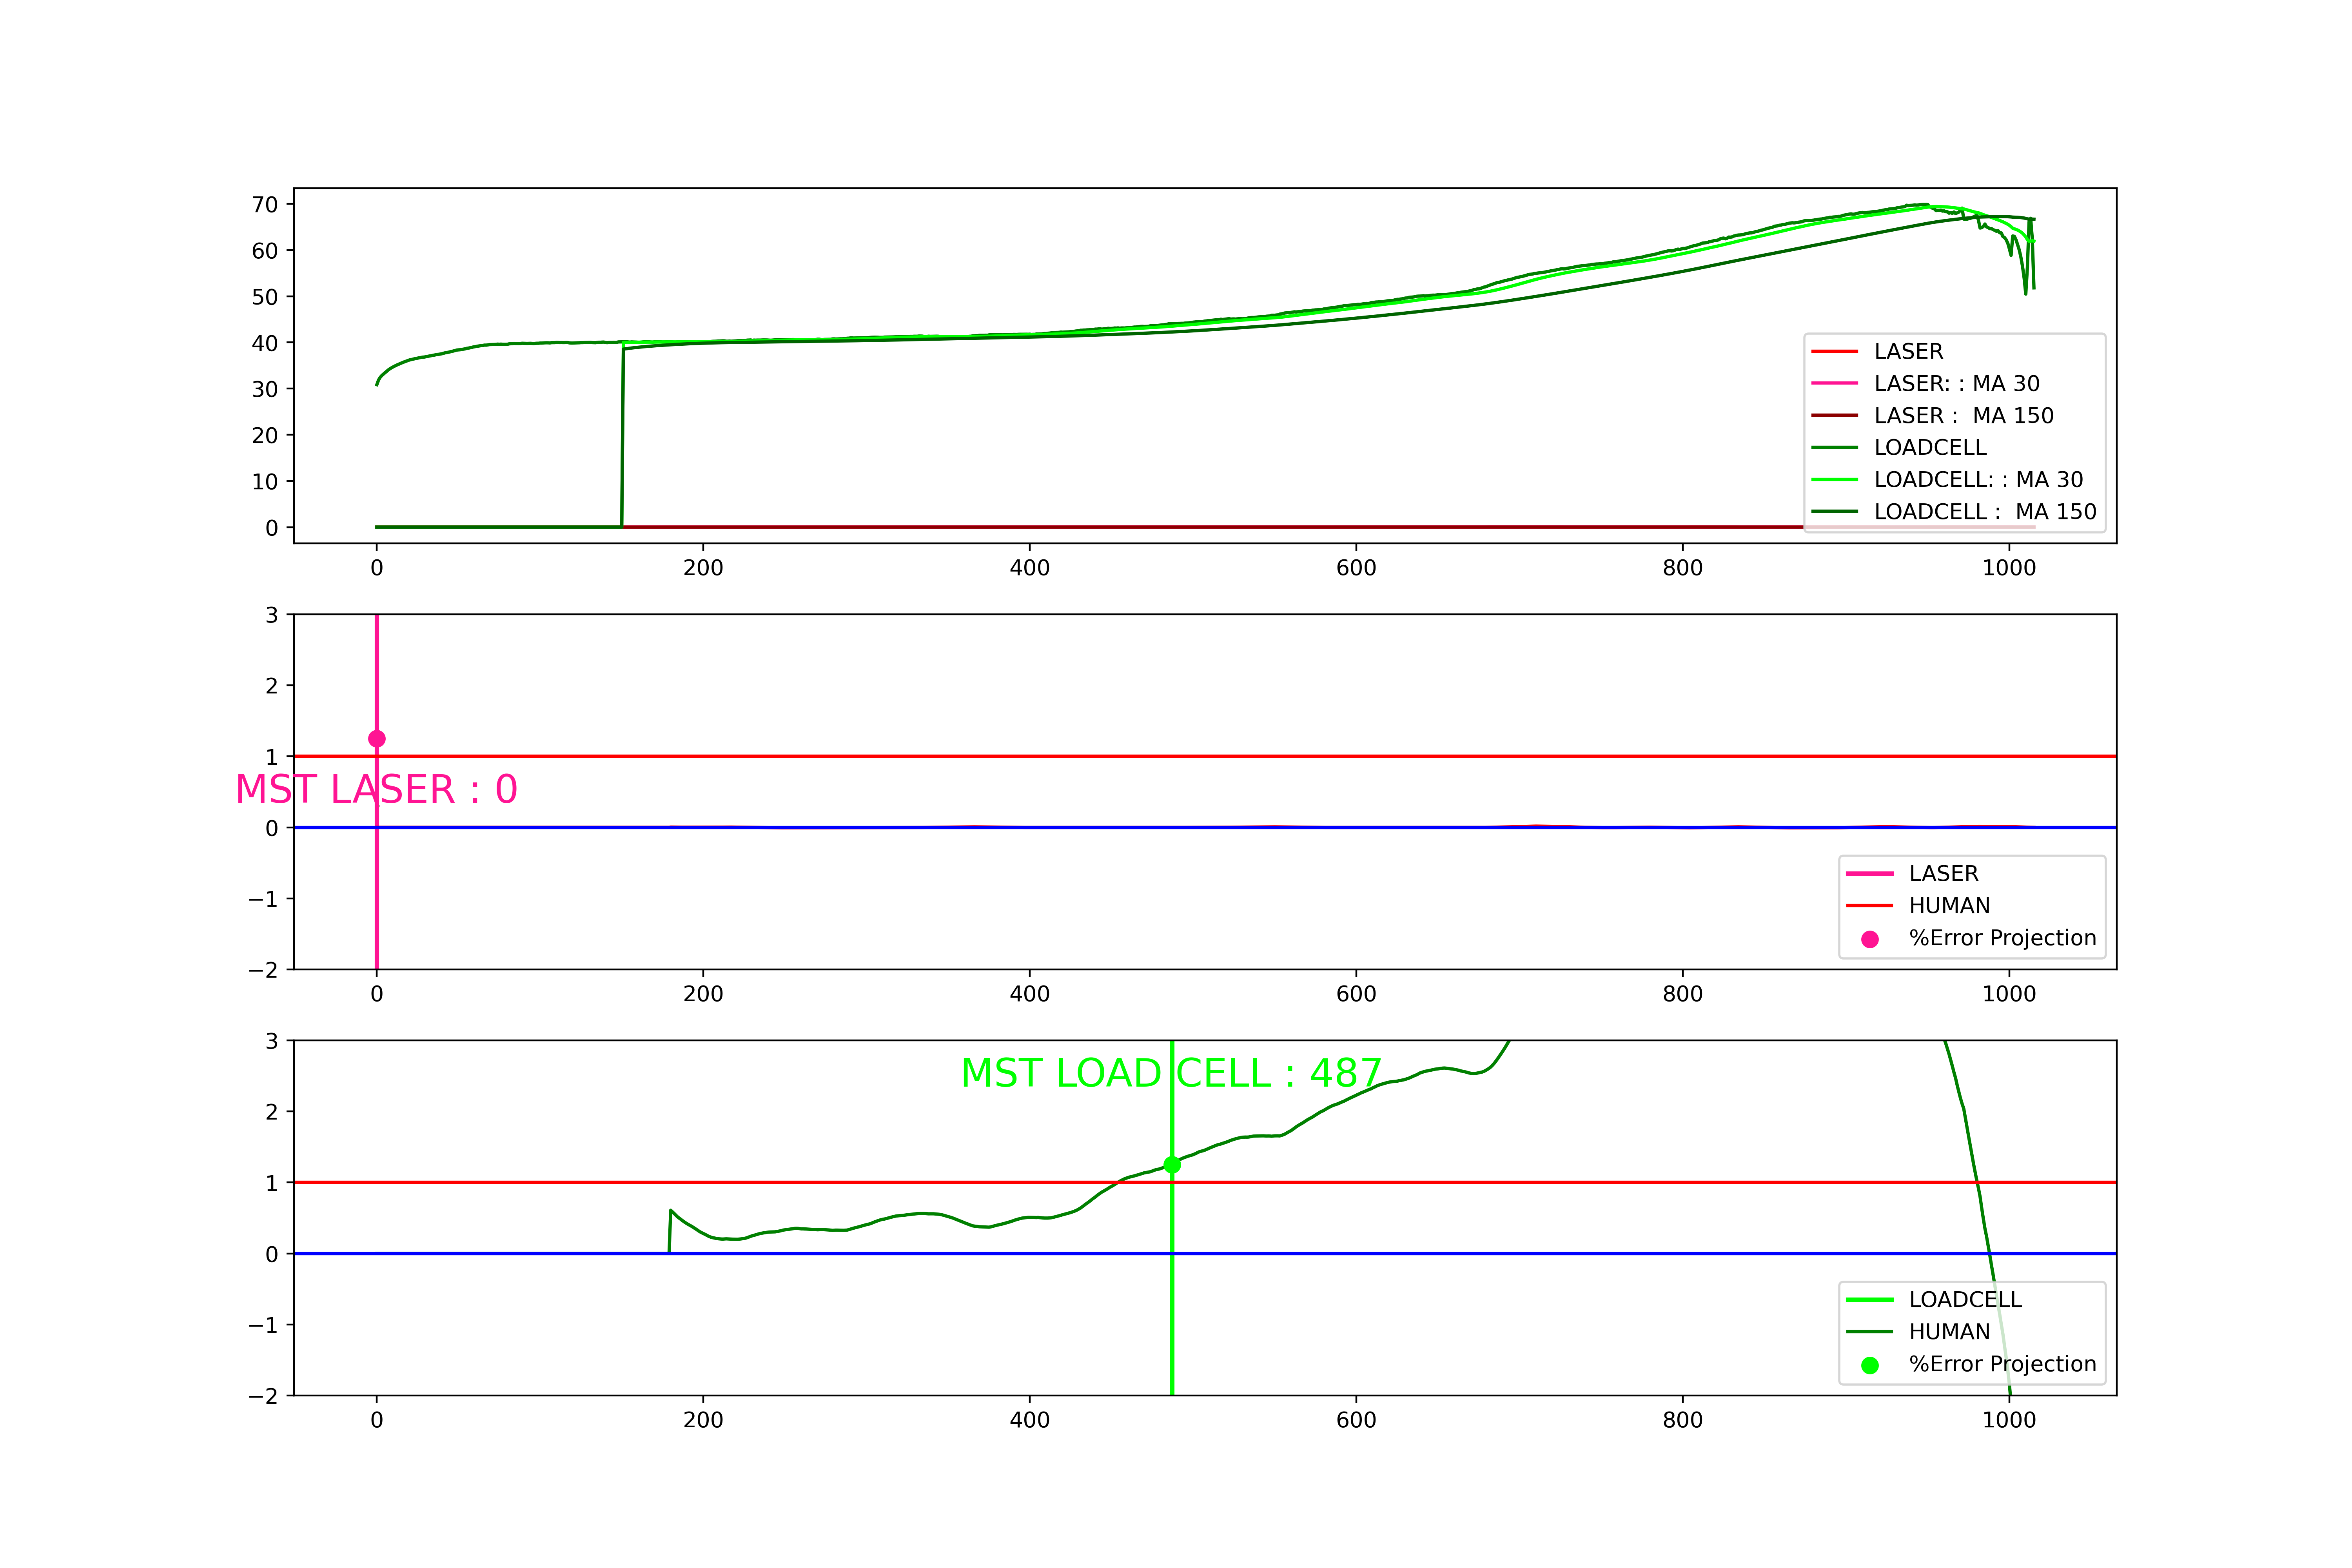 70
60
50
40
30
20
10
0
LASER
LASER: : MA 30
LASER :  MA 150
LOADCELL
LOADCELL: : MA 30
LOADCELL :  MA 150
0 200 400 600 800 1000
3
2
1
0
−1
−2
MST LASER : 0
LASER
HUMAN
%Error Projection
0 200 400 600 800 1000
3
2
1
0
−1
−2
MST LOAD CELL : 487
LOADCELL
HUMAN
%Error Projection
0 200 400 600 800 1000